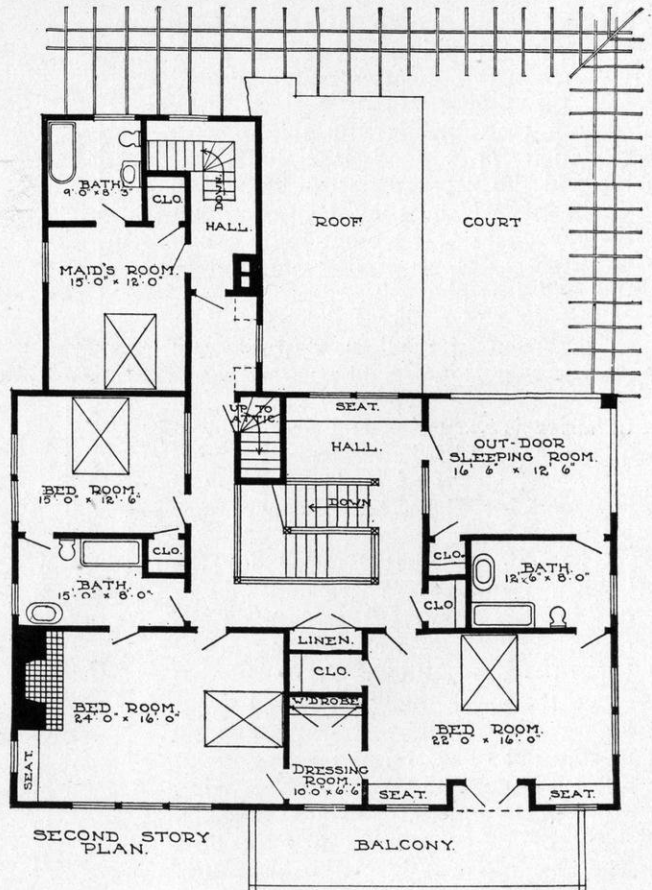 BATH.
9'.0" x 8'.3"
CLO.
DOWN.
HALL.
ROOF.
COURT
MAID'S ROOM.
15'.0" x 12'.0"
UP TO
ATTIC.
SEAT.
HALL.
OUT-DOOR
SLEEPING ROOM.
16' 6" x 12' 6"
BED ROOM.
15'.0" x 12'.6"
DOWN
CLO.
CLO.
BATH.
15'.0" x 8'.0"
BATH.
12'.6" x 8'.0"
CLO
LINEN.
CLO.
BED ROOM.
24'.0" x 16'.0"
W'DROBE.
BED ROOM.
22'.0" x 16'.0"
SEAT.
DRESSING
ROOM.
10'.0" x 6'.6"
SEAT.
SEAT.
SECOND STORY
PLAN.
BALCONY.